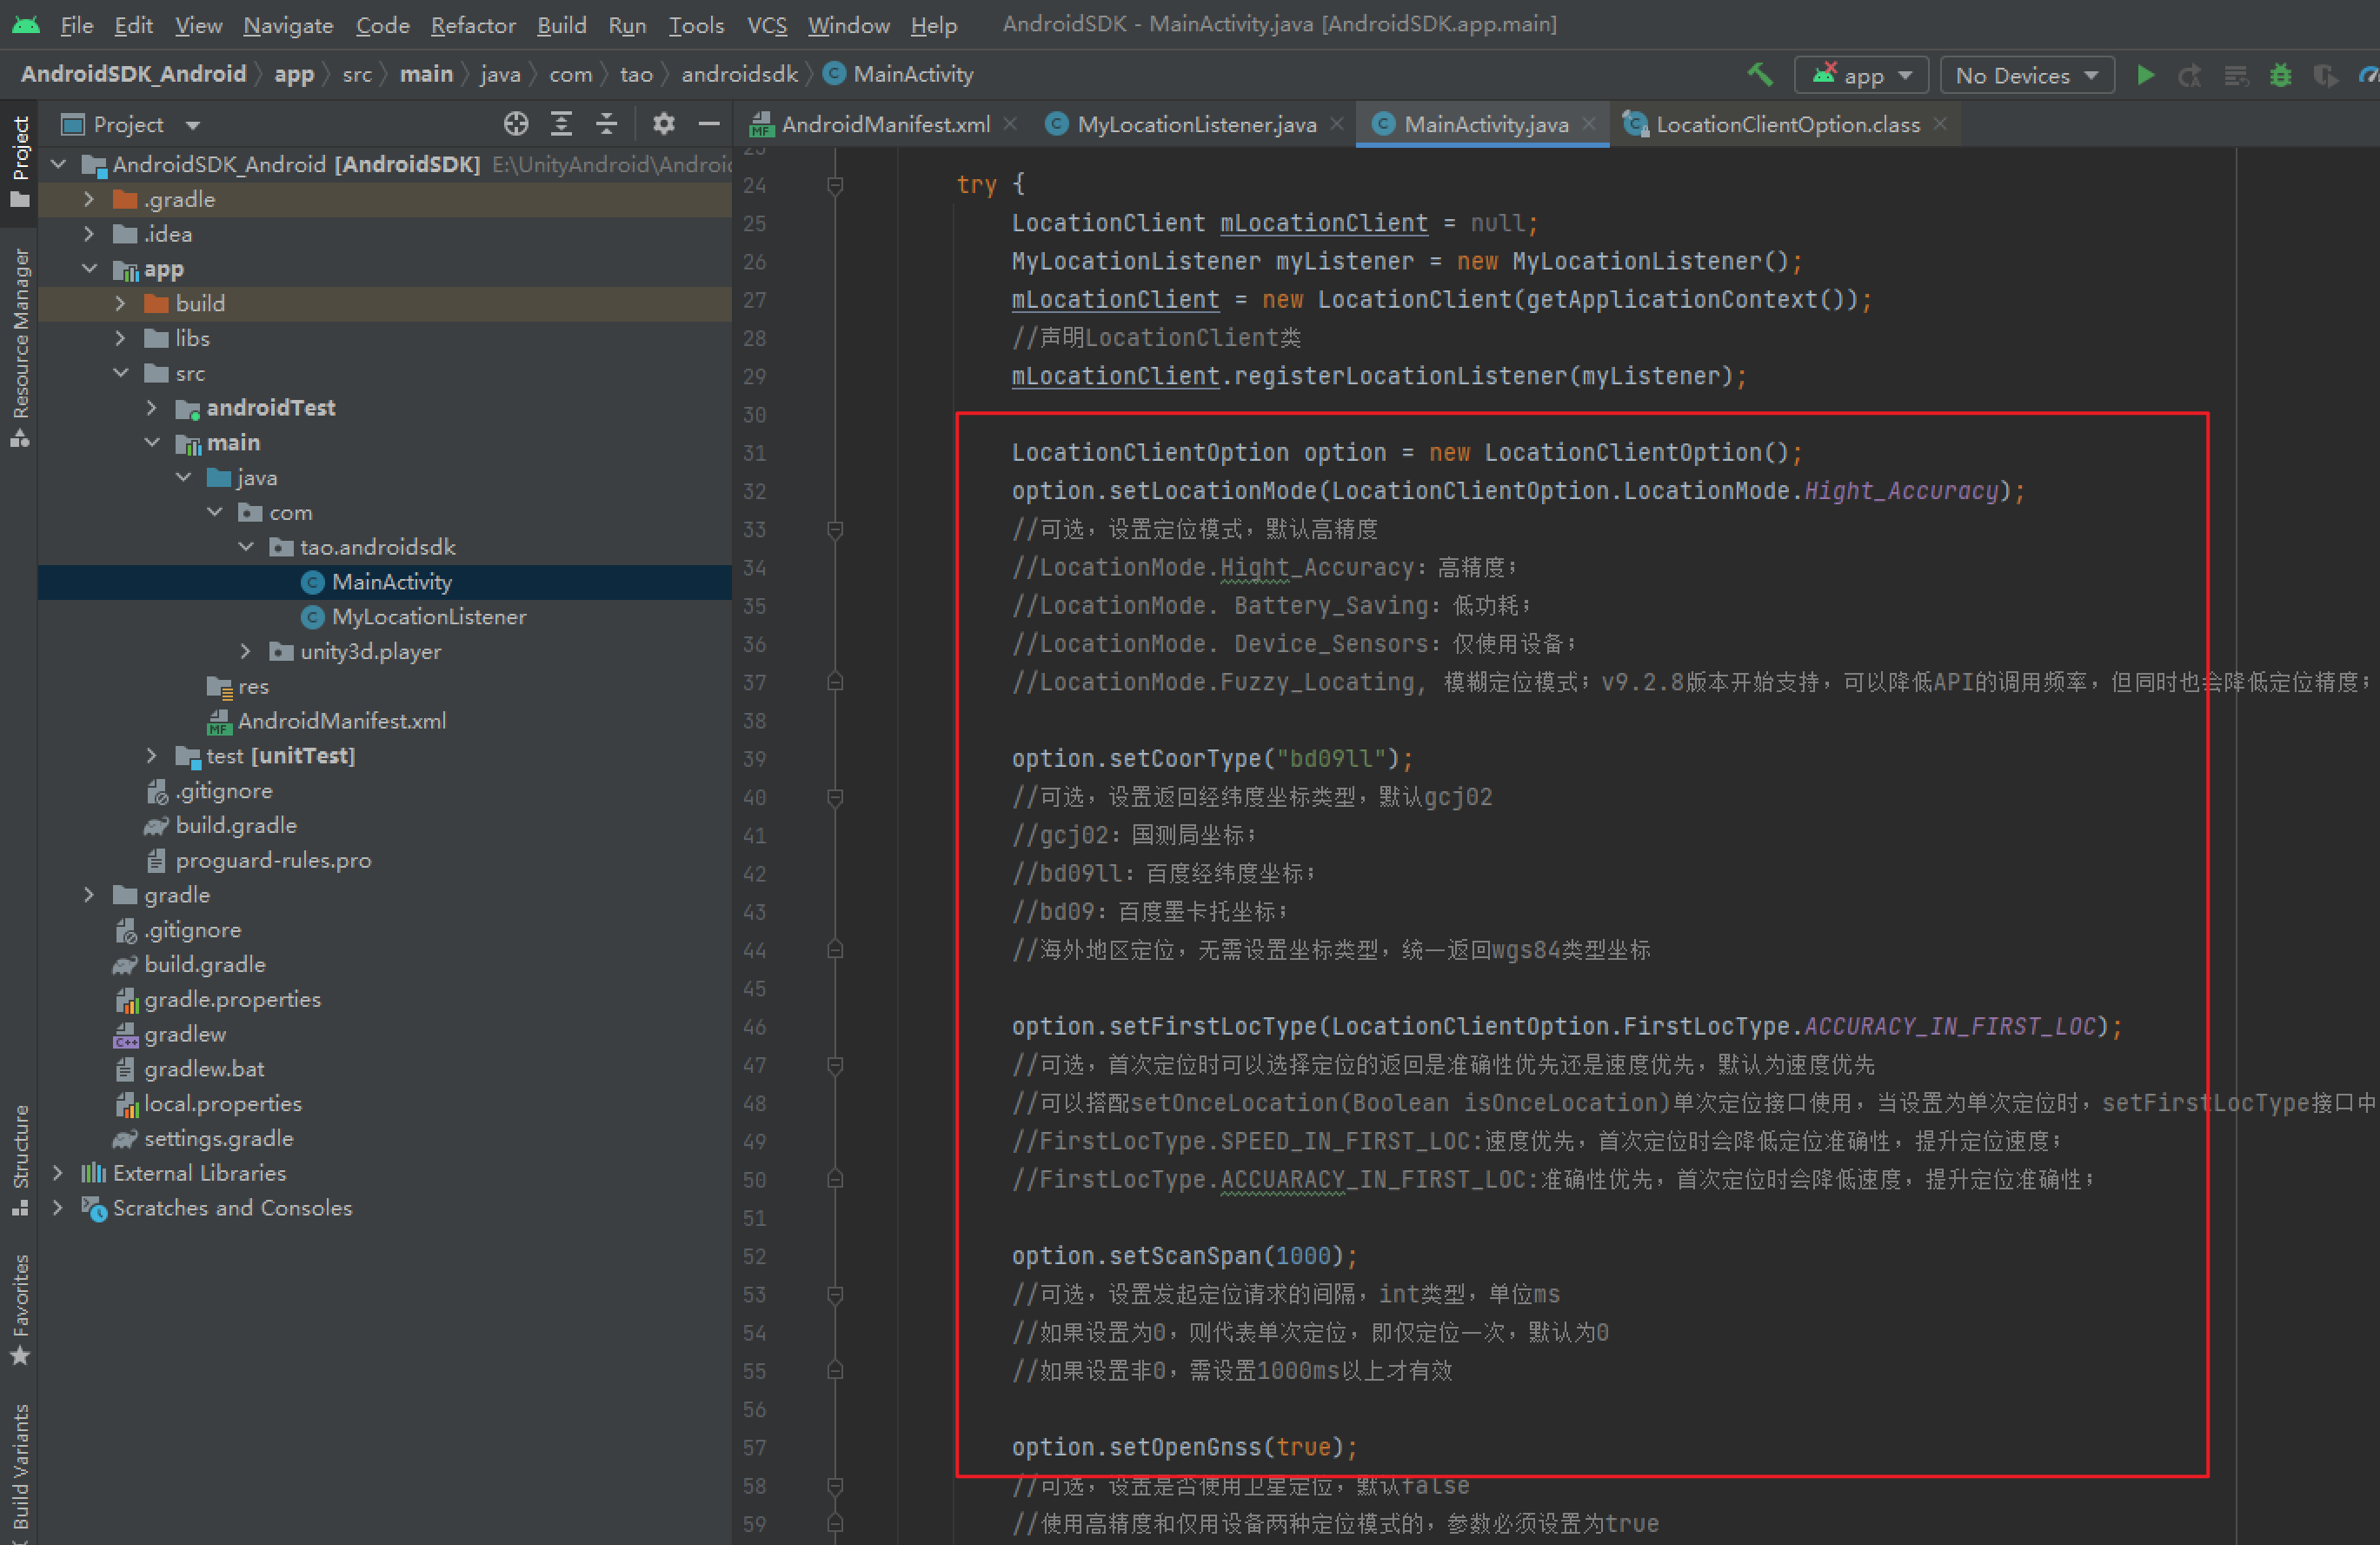 File Edit View Navigate Code Refactor Build Run Tools VCS Window Help AndroidSDK - MainActivity.java [AndroidSDK.app.main]
AndroidSDK_Android app src main java com tao androidsdk MainActivity app No Devices
Project
AndroidManifest.xml MyLocationListener.java MainActivity.java LocationClientOption.class
Project
Resource Manager
Structure
Favorites
Build Variants
AndroidSDK_Android [AndroidSDK] E:\UnityAndroid\Android
.gradle
.idea
app
build
libs
src
androidTest
main
java
com
tao.androidsdk
MainActivity
MyLocationListener
unity3d.player
res
AndroidManifest.xml
test [unitTest]
.gitignore
build.gradle
proguard-rules.pro
gradle
.gitignore
build.gradle
gradle.properties
gradlew
gradlew.bat
local.properties
settings.gradle
External Libraries
Scratches and Consoles
23
24 try {
25 LocationClient mLocationClient = null;
26 MyLocationListener myListener = new MyLocationListener();
27 mLocationClient = new LocationClient(getApplicationContext());
28 //声明LocationClient类
29 mLocationClient.registerLocationListener(myListener);
30
31 LocationClientOption option = new LocationClientOption();
32 option.setLocationMode(LocationClientOption.LocationMode.Hight_Accuracy);
33 //可选，设置定位模式，默认高精度
34 //LocationMode.Hight_Accuracy：高精度；
35 //LocationMode. Battery_Saving：低功耗；
36 //LocationMode. Device_Sensors：仅使用设备；
37 //LocationMode.Fuzzy_Locating, 模糊定位模式；v9.2.8版本开始支持，可以降低API的调用频率，但同时也会降低定位精度；
38
39 option.setCoorType("bd09ll");
40 //可选，设置返回经纬度坐标类型，默认gcj02
41 //gcj02：国测局坐标；
42 //bd09ll：百度经纬度坐标；
43 //bd09：百度墨卡托坐标；
44 //海外地区定位，无需设置坐标类型，统一返回wgs84类型坐标
45
46 option.setFirstLocType(LocationClientOption.FirstLocType.ACCURACY_IN_FIRST_LOC);
47 //可选，首次定位时可以选择定位的返回是准确性优先还是速度优先，默认为速度优先
48 //可以搭配setOnceLocation(Boolean isOnceLocation)单次定位接口使用，当设置为单次定位时，setFirstLocType接口中
49 //FirstLocType.SPEED_IN_FIRST_LOC:速度优先，首次定位时会降低定位准确性，提升定位速度；
50 //FirstLocType.ACCUARACY_IN_FIRST_LOC:准确性优先，首次定位时会降低速度，提升定位准确性；
51
52 option.setScanSpan(1000);
53 //可选，设置发起定位请求的间隔，int类型，单位ms
54 //如果设置为0，则代表单次定位，即仅定位一次，默认为0
55 //如果设置非0，需设置1000ms以上才有效
56
57 option.setOpenGnss(true);
58 //可选，设置是否使用卫星定位，默认false
59 //使用高精度和仅用设备两种定位模式的，参数必须设置为true